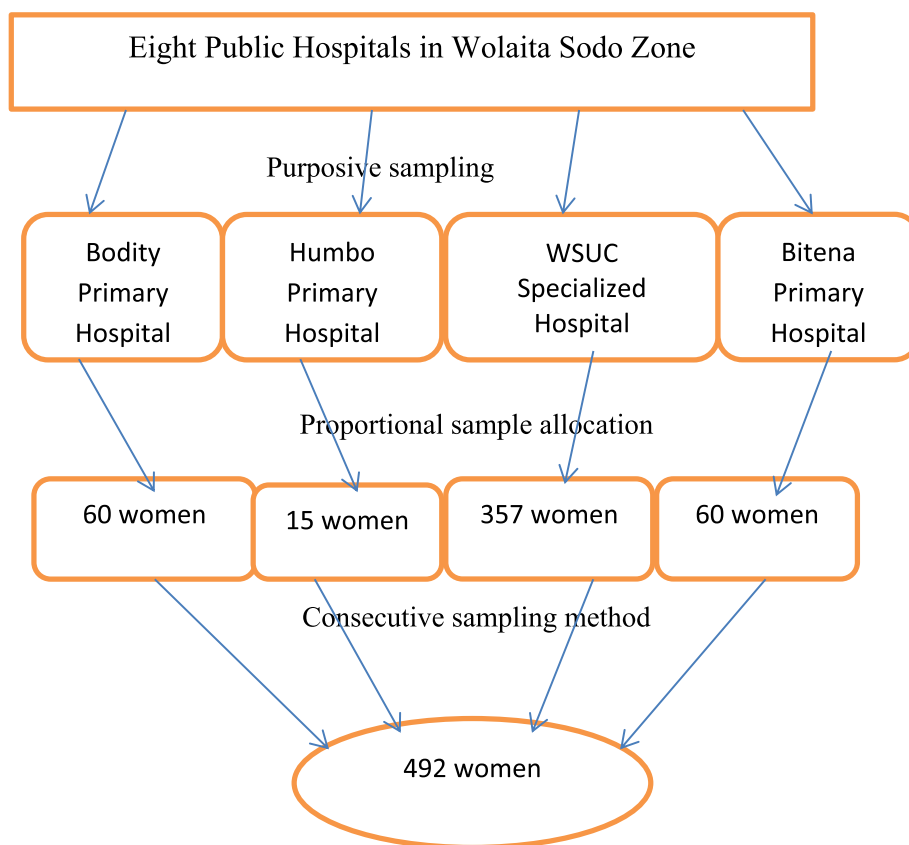 Eight Public Hospitals in Wolaita Sodo Zone
Purposive sampling
Bodity
Primary
Hospital
Humbo
Primary
Hospital
WSUC
Specialized
Hospital
Bitena
Primary
Hospital
Proportional sample allocation
60 women
15 women
357 women
60 women
Consecutive sampling method
492 women